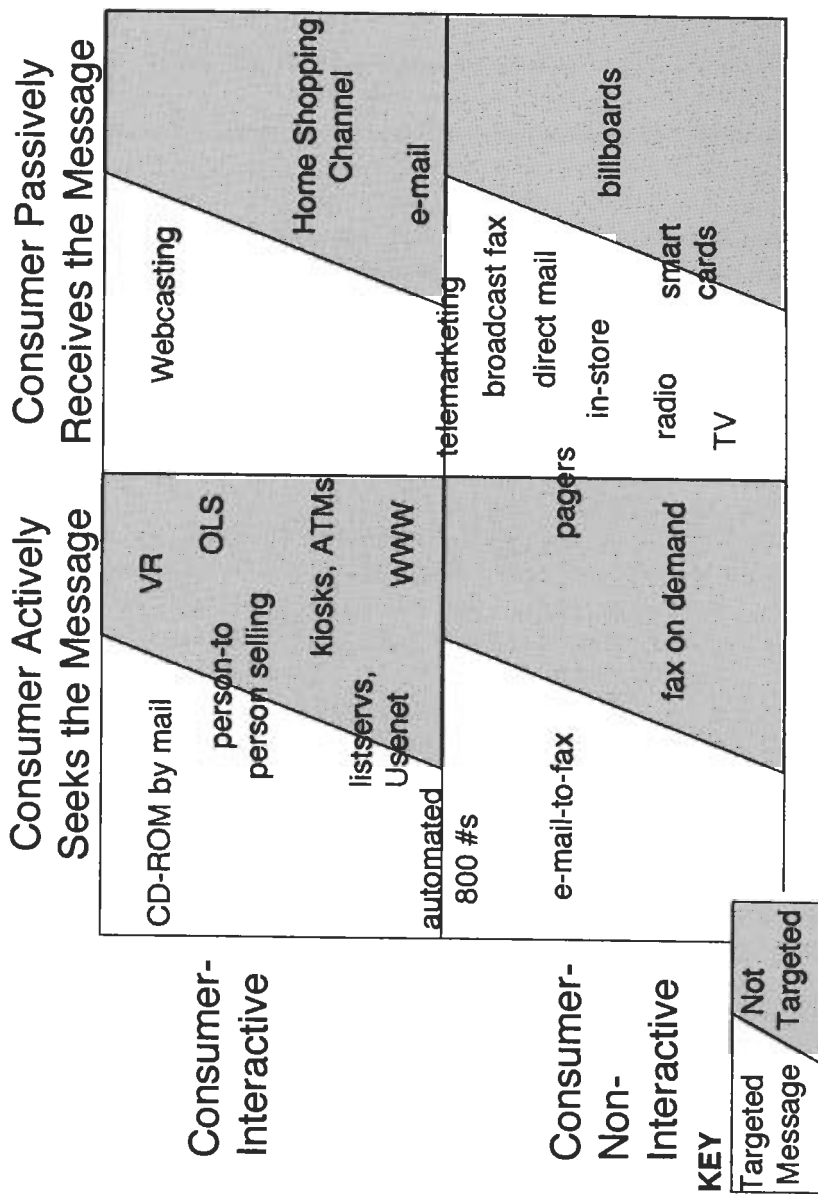 Consumer Actively
Seeks the Message
Consumer Passively
Receives the Message
Consumer-
Interactive
CD-ROM by mail
VR
person-to
person selling
OLS
kiosks, ATMs
listservs,
Usenet
WWW
automated
800 #s
Webcasting
Home Shopping
Channel
e-mail
telemarketing
Consumer-
Non-
Interactive
e-mail-to-fax
pagers
fax on demand
broadcast fax
direct mail
in-store
billboards
radio
smart
cards
TV
KEY
Targeted
Message
Not
Targeted